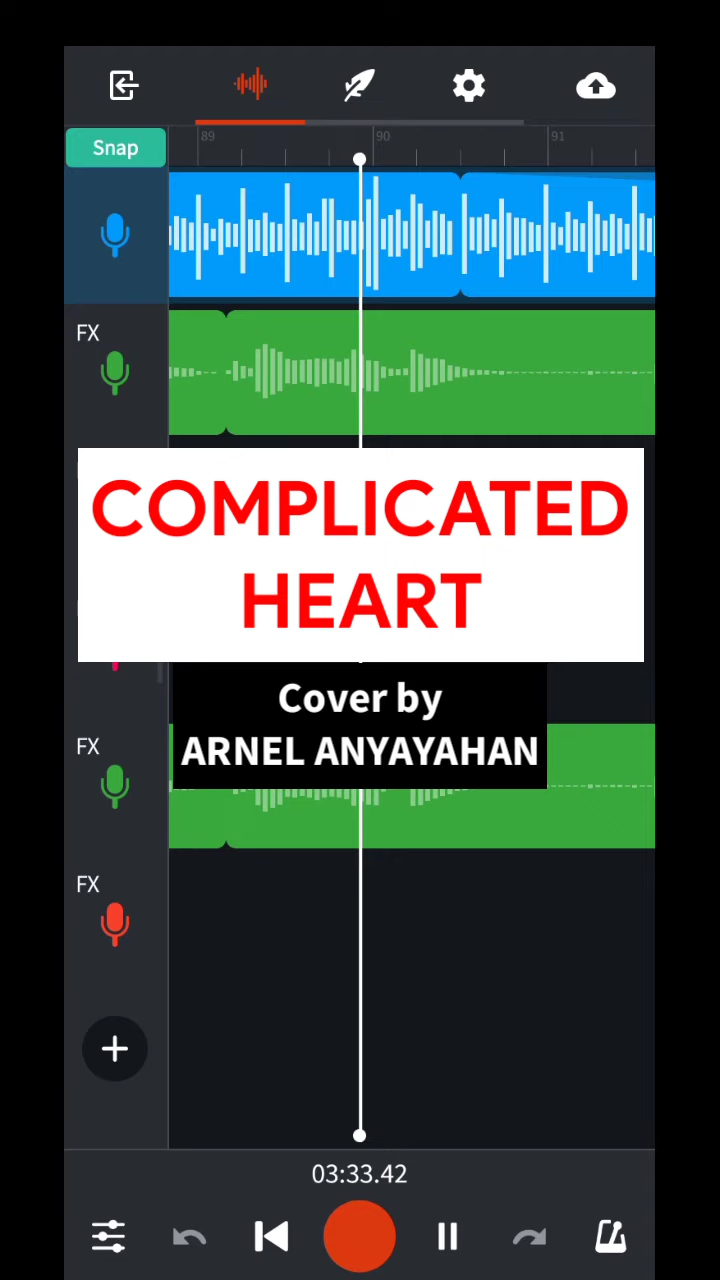 89
90
91
Snap
FX
COMPLICATED
HEART
Cover by
ARNEL ANYAYAHAN
FX
FX
03:33.42